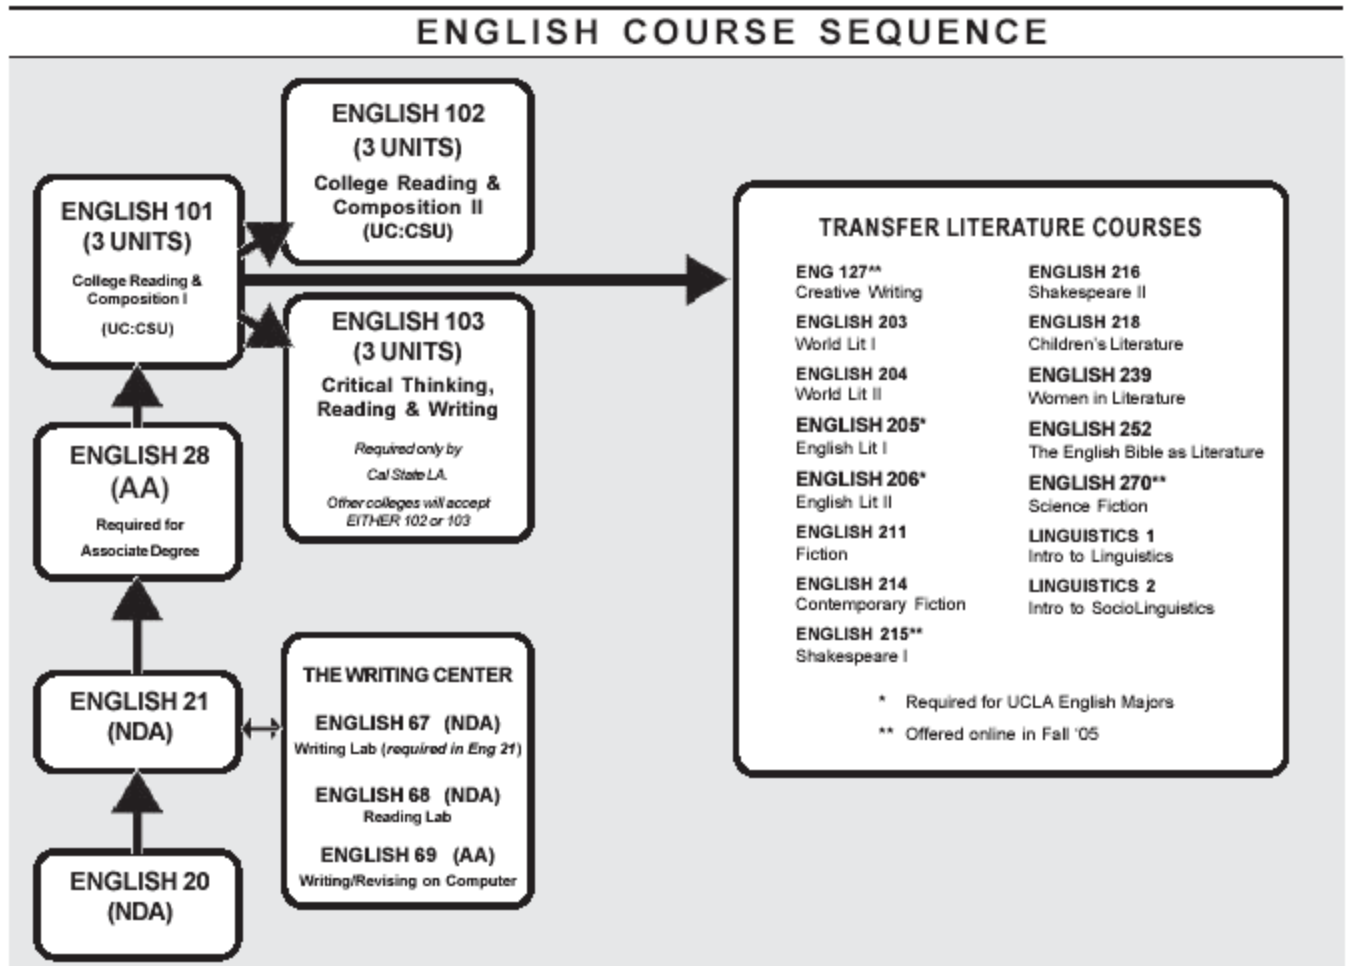 ENGLISH COURSE SEQUENCE
ENGLISH 102
(3 UNITS)
College Reading &
Composition II
(UC:CSU)
ENGLISH 101
(3 UNITS)
College Reading &
Composition I
(UC:CSU)
ENGLISH 103
(3 UNITS)
Critical Thinking,
Reading & Writing
Required only by
Cal State LA.
Other colleges will accept
EITHER 102 or 103
ENGLISH 28
(AA)
Required for
Associate Degree
ENGLISH 21
(NDA)
ENGLISH 20
(NDA)
THE WRITING CENTER
ENGLISH 67 (NDA)
Writing Lab (required in Eng 21)
ENGLISH 68 (NDA)
Reading Lab
ENGLISH 69 (AA)
Writing/Revising on Computer
TRANSFER LITERATURE COURSES
ENG 127**
Creative Writing
ENGLISH 203
World Lit I
ENGLISH 204
World Lit II
ENGLISH 205*
English Lit I
ENGLISH 206*
English Lit II
ENGLISH 211
Fiction
ENGLISH 214
Contemporary Fiction
ENGLISH 215**
Shakespeare I
ENGLISH 216
Shakespeare II
ENGLISH 218
Children's Literature
ENGLISH 239
Women in Literature
ENGLISH 252
The English Bible as Literature
ENGLISH 270**
Science Fiction
LINGUISTICS 1
Intro to Linguistics
LINGUISTICS 2
Intro to SocioLinguistics
* Required for UCLA English Majors
** Offered online in Fall '05